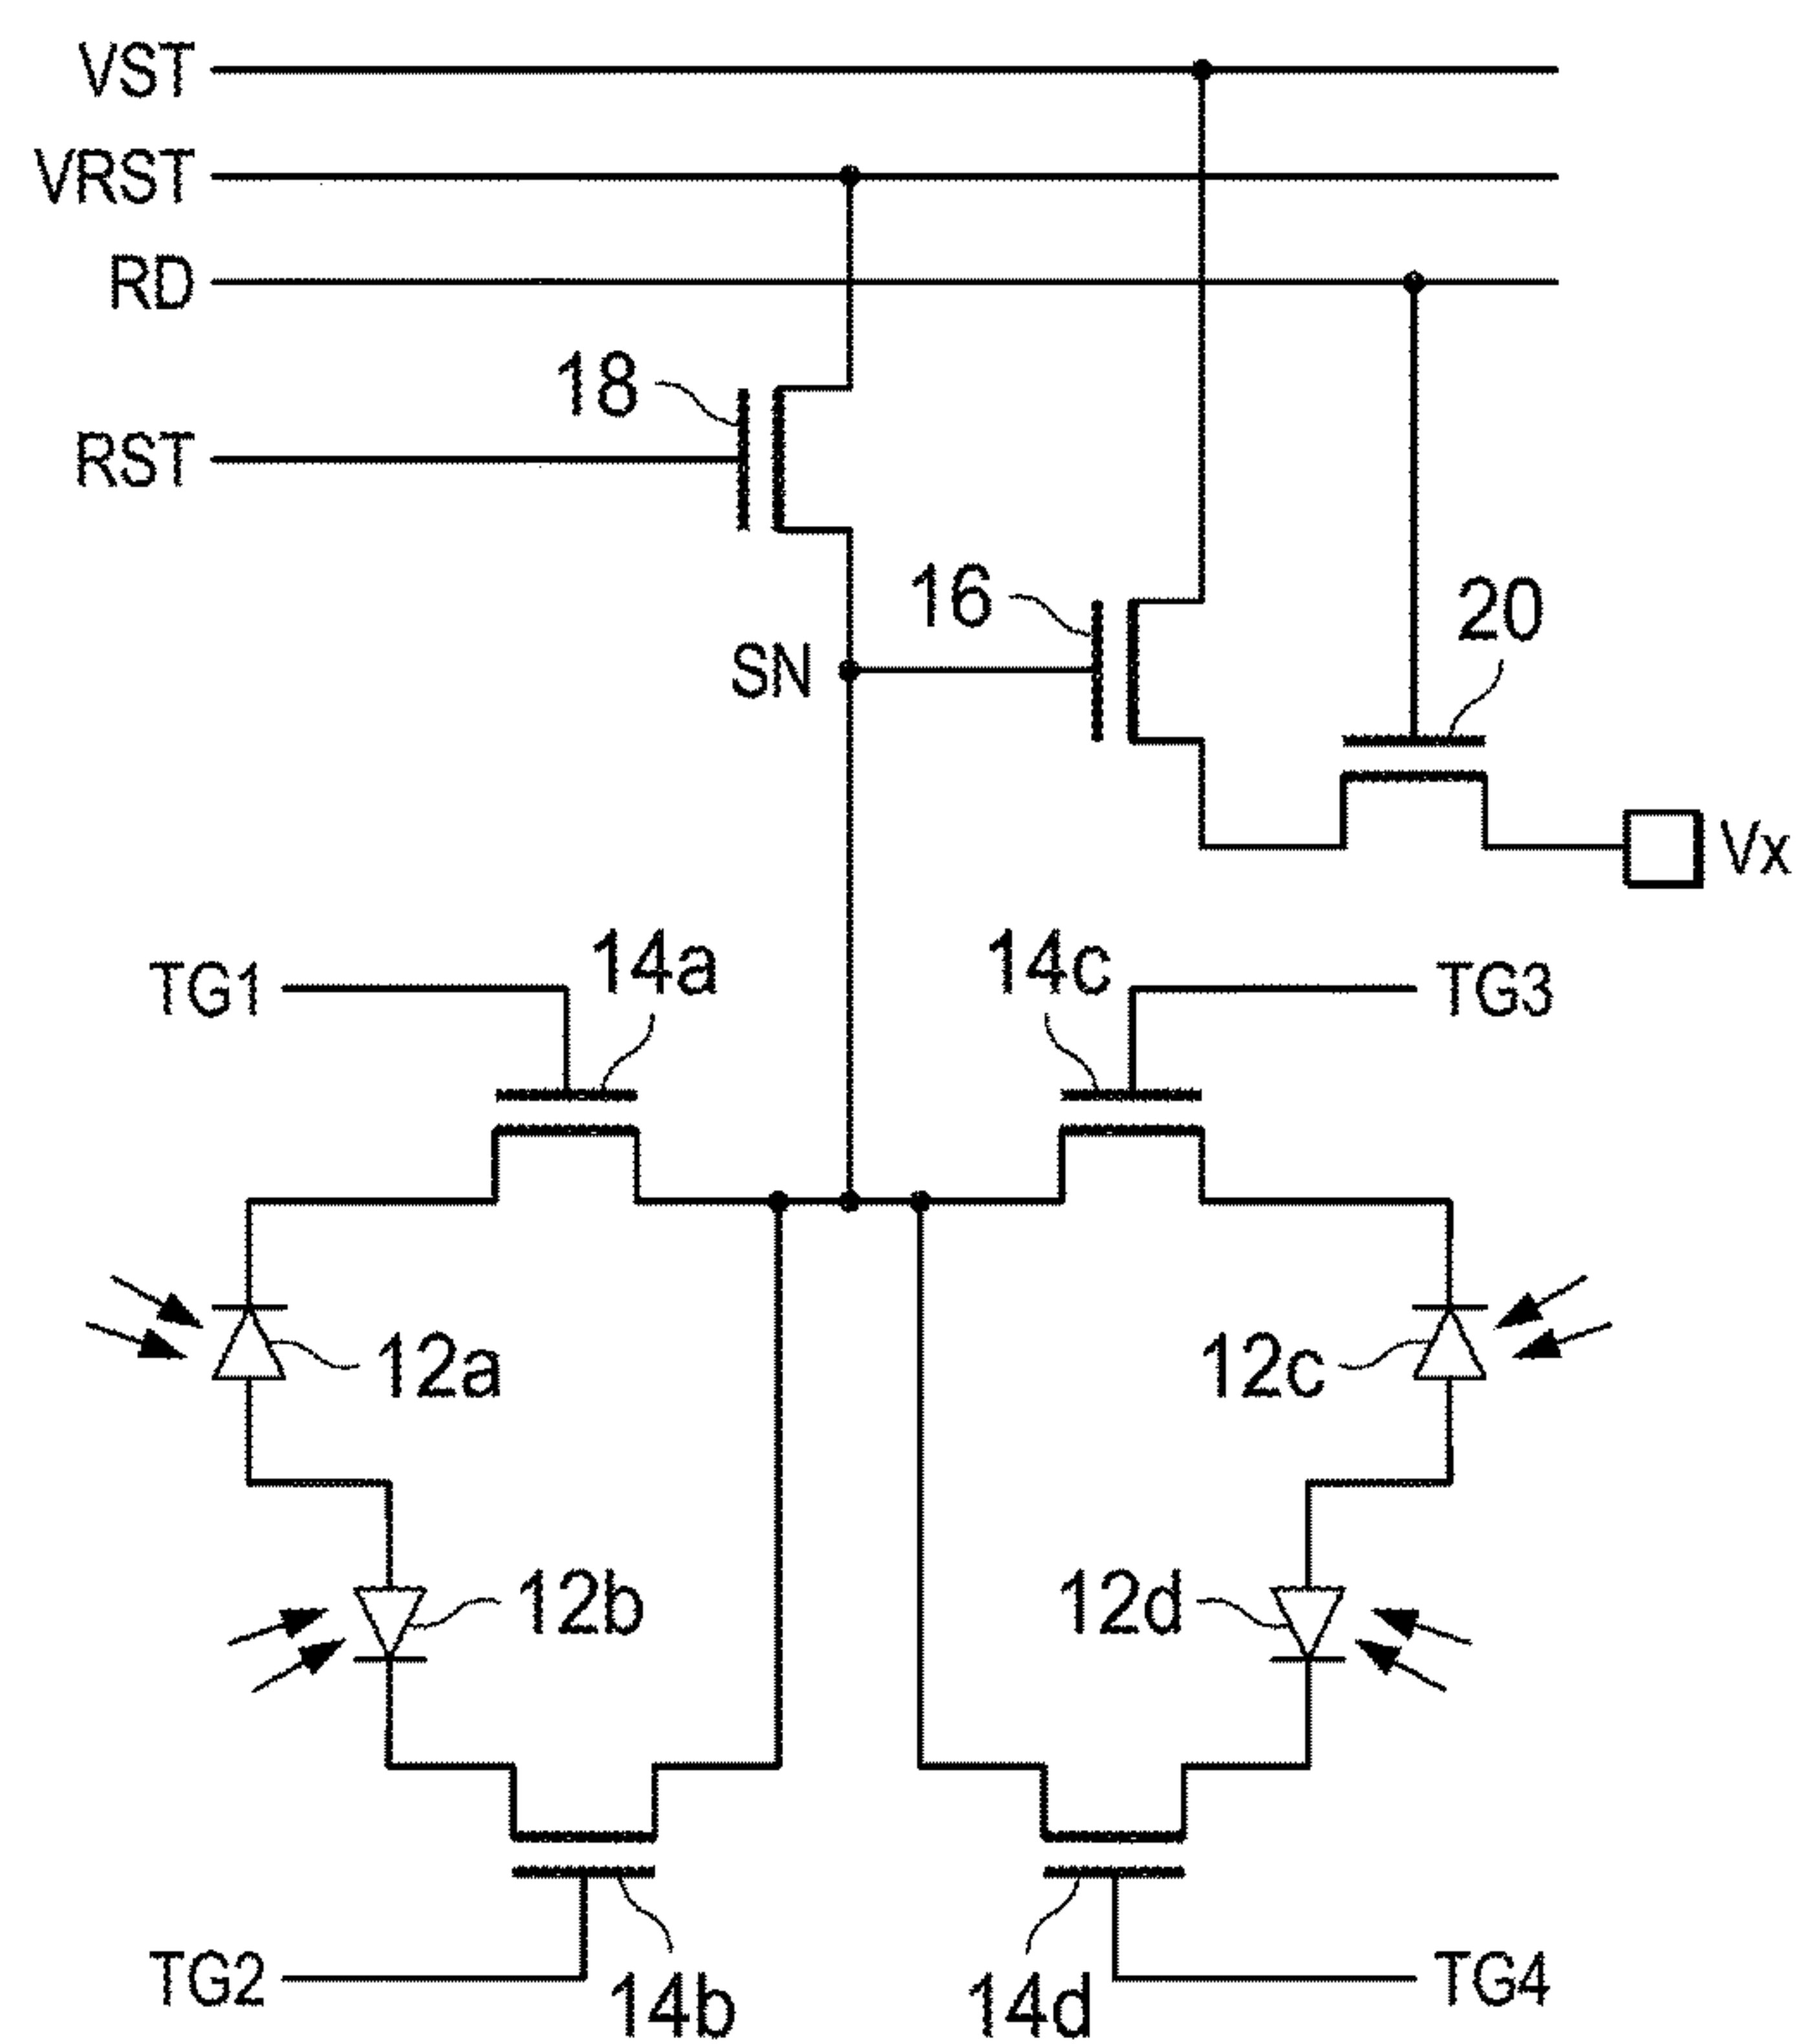 VST
VRST
RD
18
RST
16
20
SN
Vx
14a
14c
TG1
TG3
12a
12c
12b
12d
TG2
TG4
14b
14d